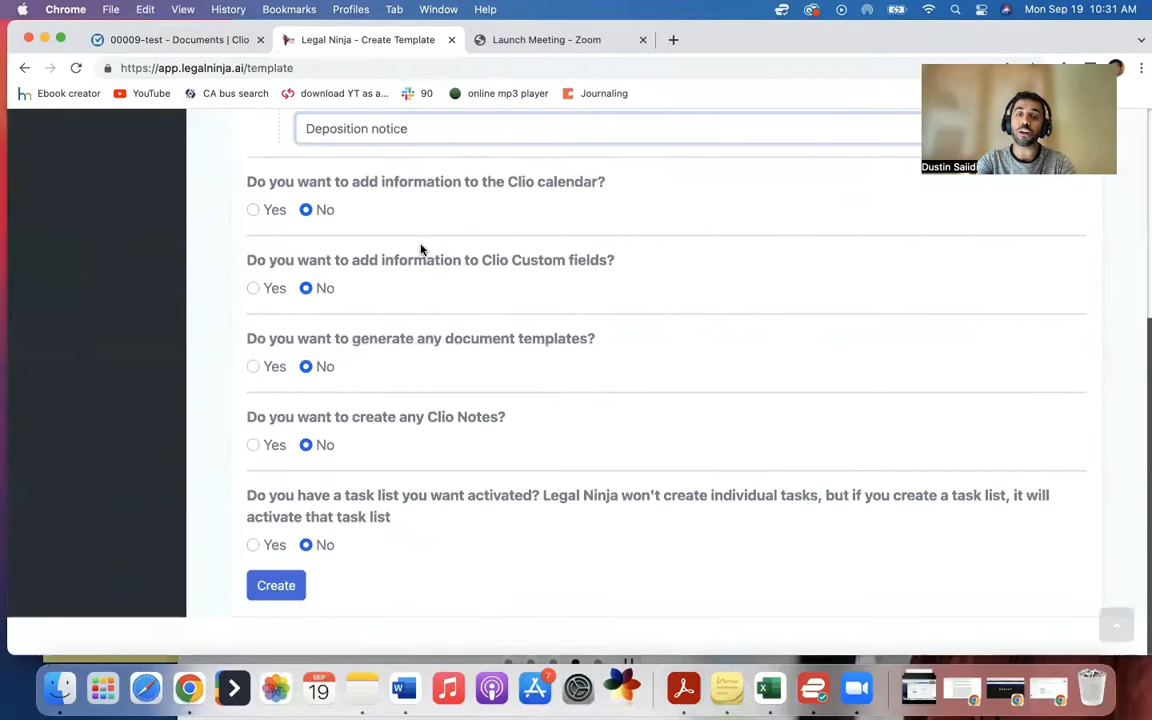 Chrome File Edit View History Bookmarks Profiles Tab Window Help Mon Sep 19 10:31 AM
00009-test - Documents | Clio Legal Ninja - Create Template Launch Meeting - Zoom
https://app.legalninja.ai/template
Ebook creator YouTube CA bus search download YT as a... 90 online mp3 player Journaling
Deposition notice
Dustin Saiidi
Do you want to add information to the Clio calendar?
Yes No
Do you want to add information to Clio Custom fields?
Yes No
Do you want to generate any document templates?
Yes No
Do you want to create any Clio Notes?
Yes No
Do you have a task list you want activated? Legal Ninja won't create individual tasks, but if you create a task list, it will
activate that task list
Yes No
Create
SEP
19
7